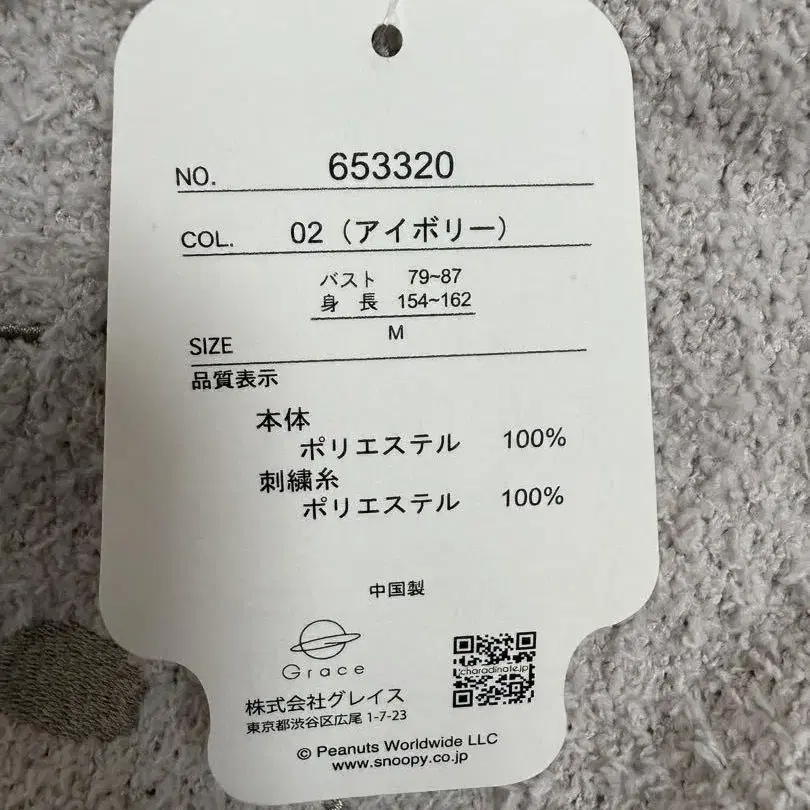 NO. 653320
COL. 02（アイボリー）
バスト 79~87
身 長 154~162
SIZE M
品質表示
本体
ポリエステル 100%
刺繍糸
ポリエステル 100%
中国製
Grace
charadinate.jp
株式会社グレイス
東京都渋谷区広尾 1-7-23
© Peanuts Worldwide LLC
www.snoopy.co.jp